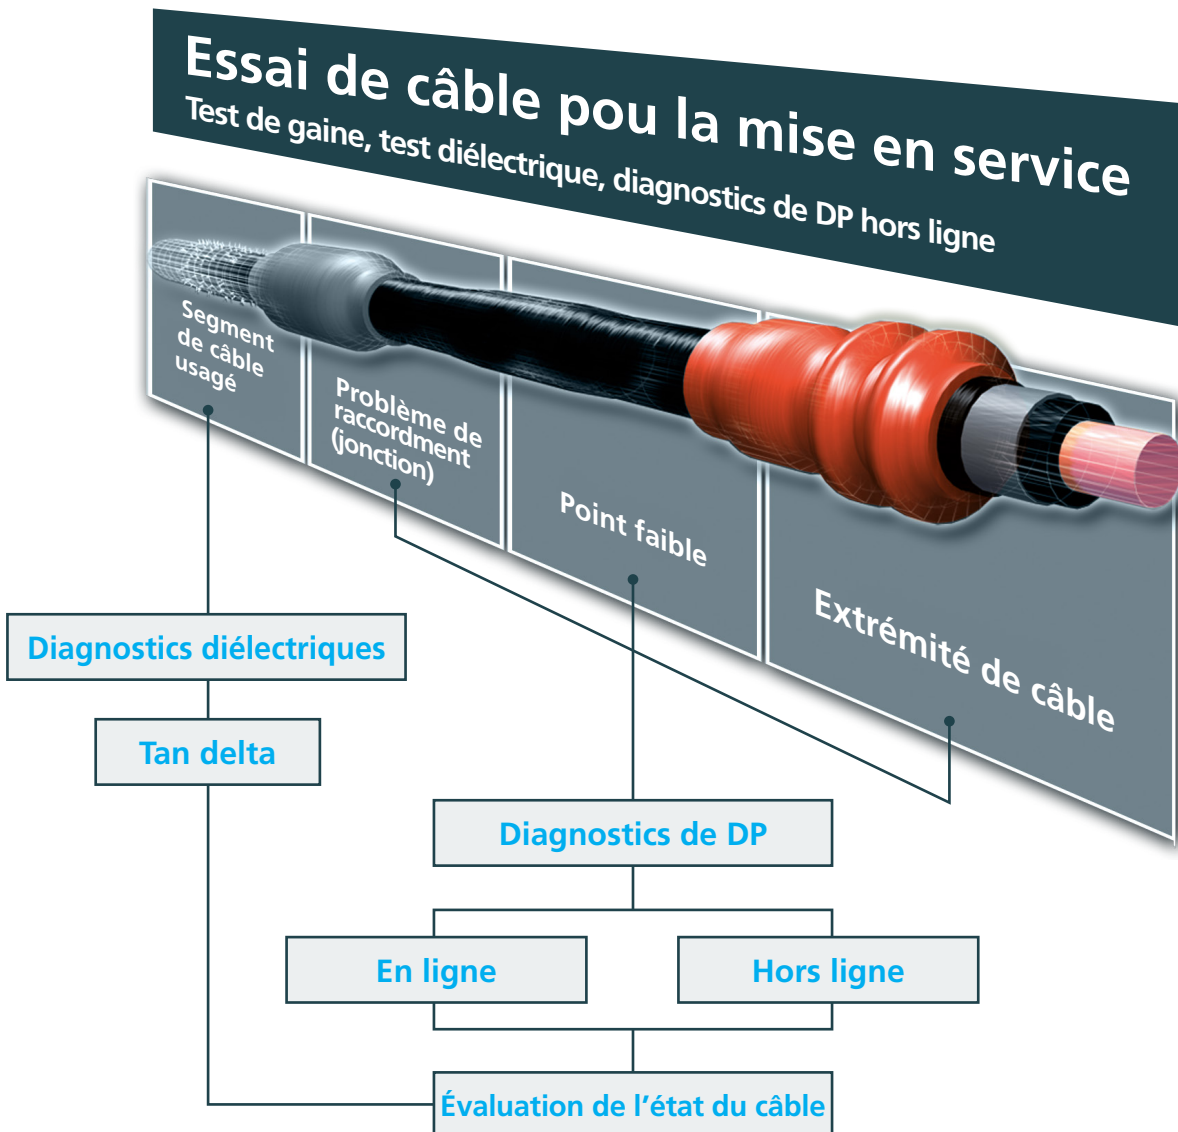 Essai de câble pou la mise en service
Test de gaine, test diélectrique, diagnostics de DP hors ligne
Segment
de câble
usagé
Problème de
raccordment
(jonction)
Point faible
Extrémité de câble
Diagnostics diélectriques
Tan delta
Diagnostics de DP
En ligne
Hors ligne
Évaluation de l'état du câble